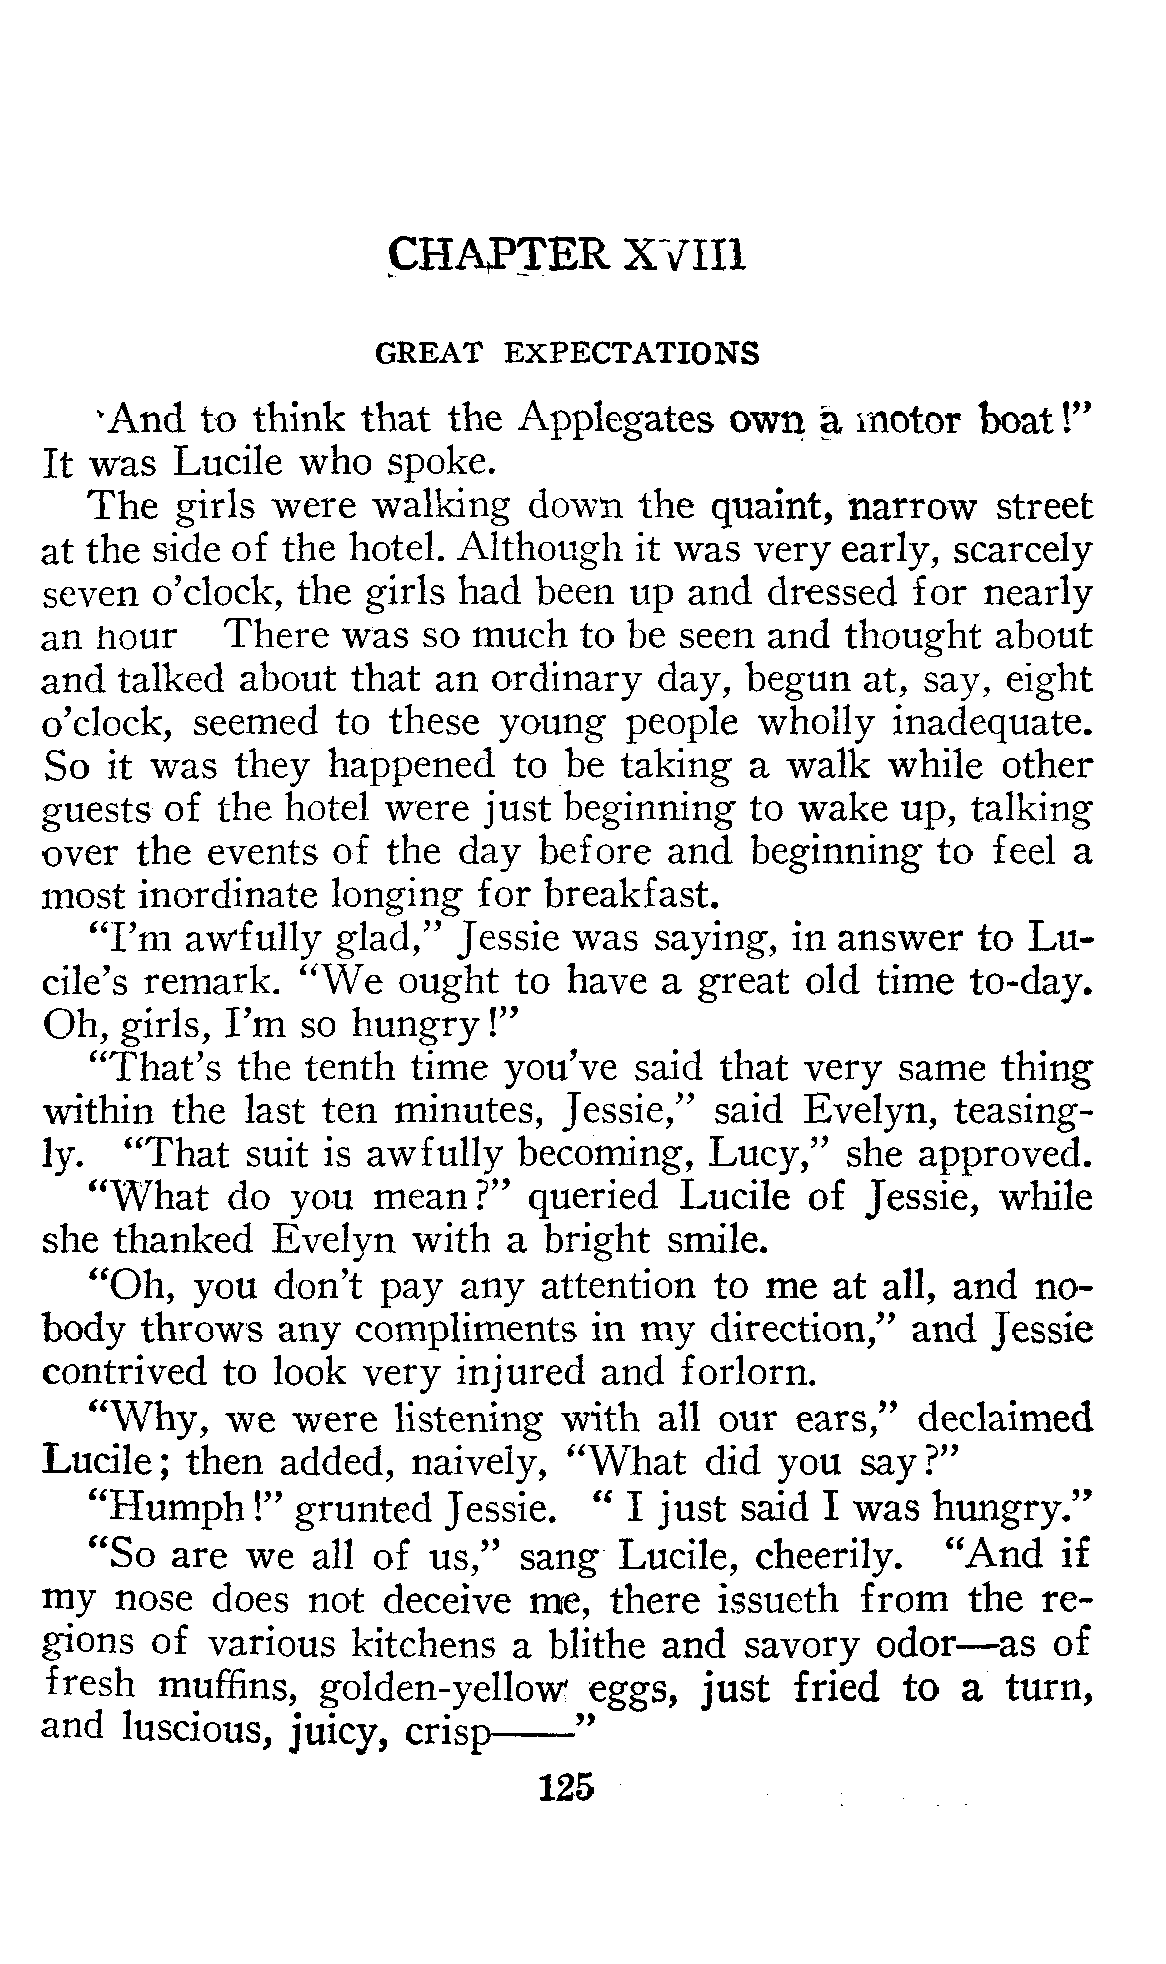 CHAPTER XVIII
GREAT EXPECTATIONS
'And to think that the Applegates own a motor boat!"
It was Lucile who spoke.
The girls were walking down the quaint, narrow street
at the side of the hotel. Although it was very early, scarcely
seven o'clock, the girls had been up and dressed for nearly
an hour There was so much to be seen and thought about
and talked about that an ordinary day, begun at, say, eight
o'clock, seemed to these young people wholly inadequate.
So it was they happened to be taking a walk while other
guests of the hotel were just beginning to wake up, talking
over the events of the day before and beginning to feel a
most inordinate longing for breakfast.
"I'm awfully glad," Jessie was saying, in answer to Lu-
cile's remark. "We ought to have a great old time to-day.
Oh, girls, I'm so hungry!"
"That's the tenth time you've said that very same thing
within the last ten minutes, Jessie," said Evelyn, teasing-
ly. "That suit is awfully becoming, Lucy," she approved.
"What do you mean?" queried Lucile of Jessie, while
she thanked Evelyn with a bright smile.
"Oh, you don't pay any attention to me at all, and no-
body throws any compliments in my direction," and Jessie
contrived to look very injured and forlorn.
"Why, we were listening with all our ears," declaimed
Lucile; then added, naively, "What did you say?"
"Humph!" grunted Jessie. " I just said I was hungry."
"So are we all of us," sang Lucile, cheerily. "And if
my nose does not deceive me, there issueth from the re-
gions of various kitchens a blithe and savory odor—as of
fresh muffins, golden-yellow eggs, just fried to a turn,
and luscious, juicy, crisp——"
125